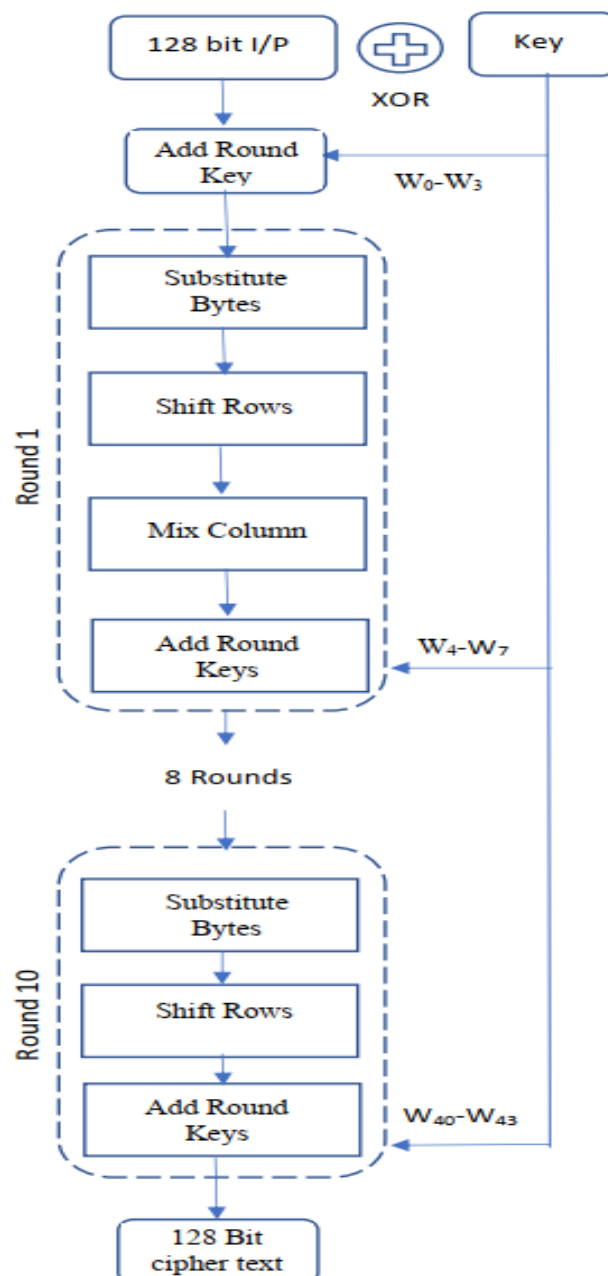 128 bit I/P
Key
XOR
Add Round
Key
W₀-W₃
Round 1
Substitute
Bytes
Shift Rows
Mix Column
Add Round
Keys
W₄-W₇
8 Rounds
Round 10
Substitute
Bytes
Shift Rows
Add Round
Keys
W₄₀-W₄₃
128 Bit
cipher text